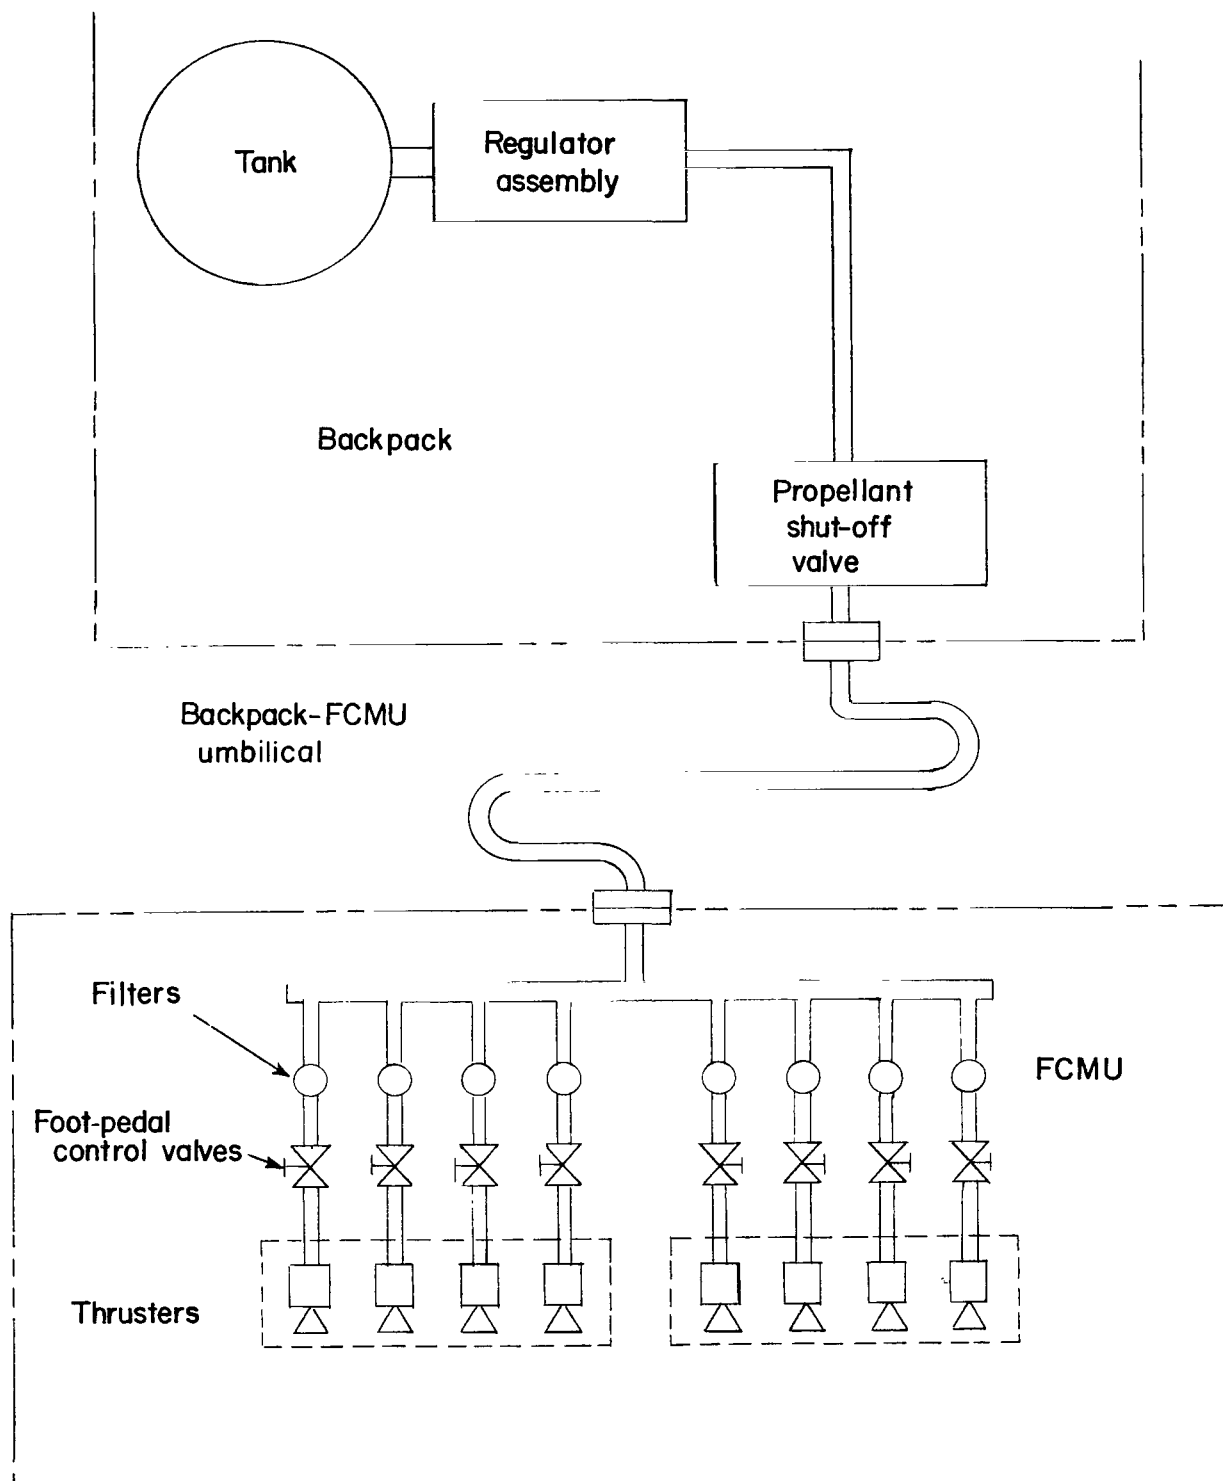 Tank
Regulator
assembly
Backpack
Propellant
shut-off
valve
Backpack-FCMU
umbilical
Filters
FCMU
Foot-pedal
control valves
Thrusters